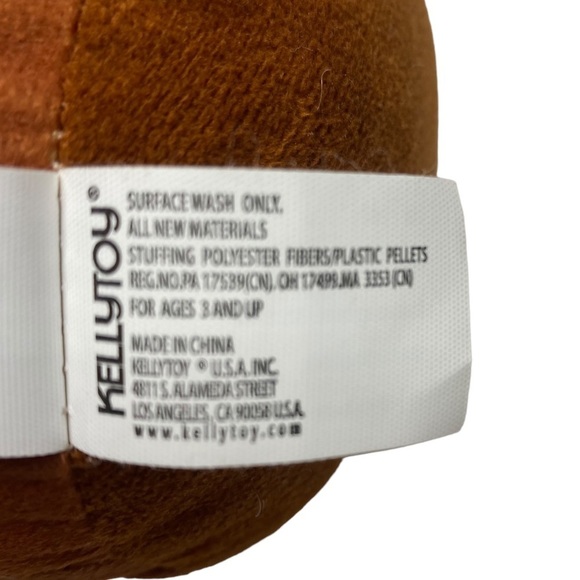 KELLYTOY®
SURFACE WASH ONLY.
ALL NEW MATERIALS
STUFFING POLYESTER FIBERS/PLASTIC PELLETS
REG.NO.PA 17539(CN). OH 17499.MA 3353 (CN)
FOR AGES 3 AND UP
MADE IN CHINA
KELLYTOY ® U.S.A. INC.
4811 S. ALAMEDA STREET
LOS ANGELES, CA 90058 U.S.A.
www.kellytoy.com